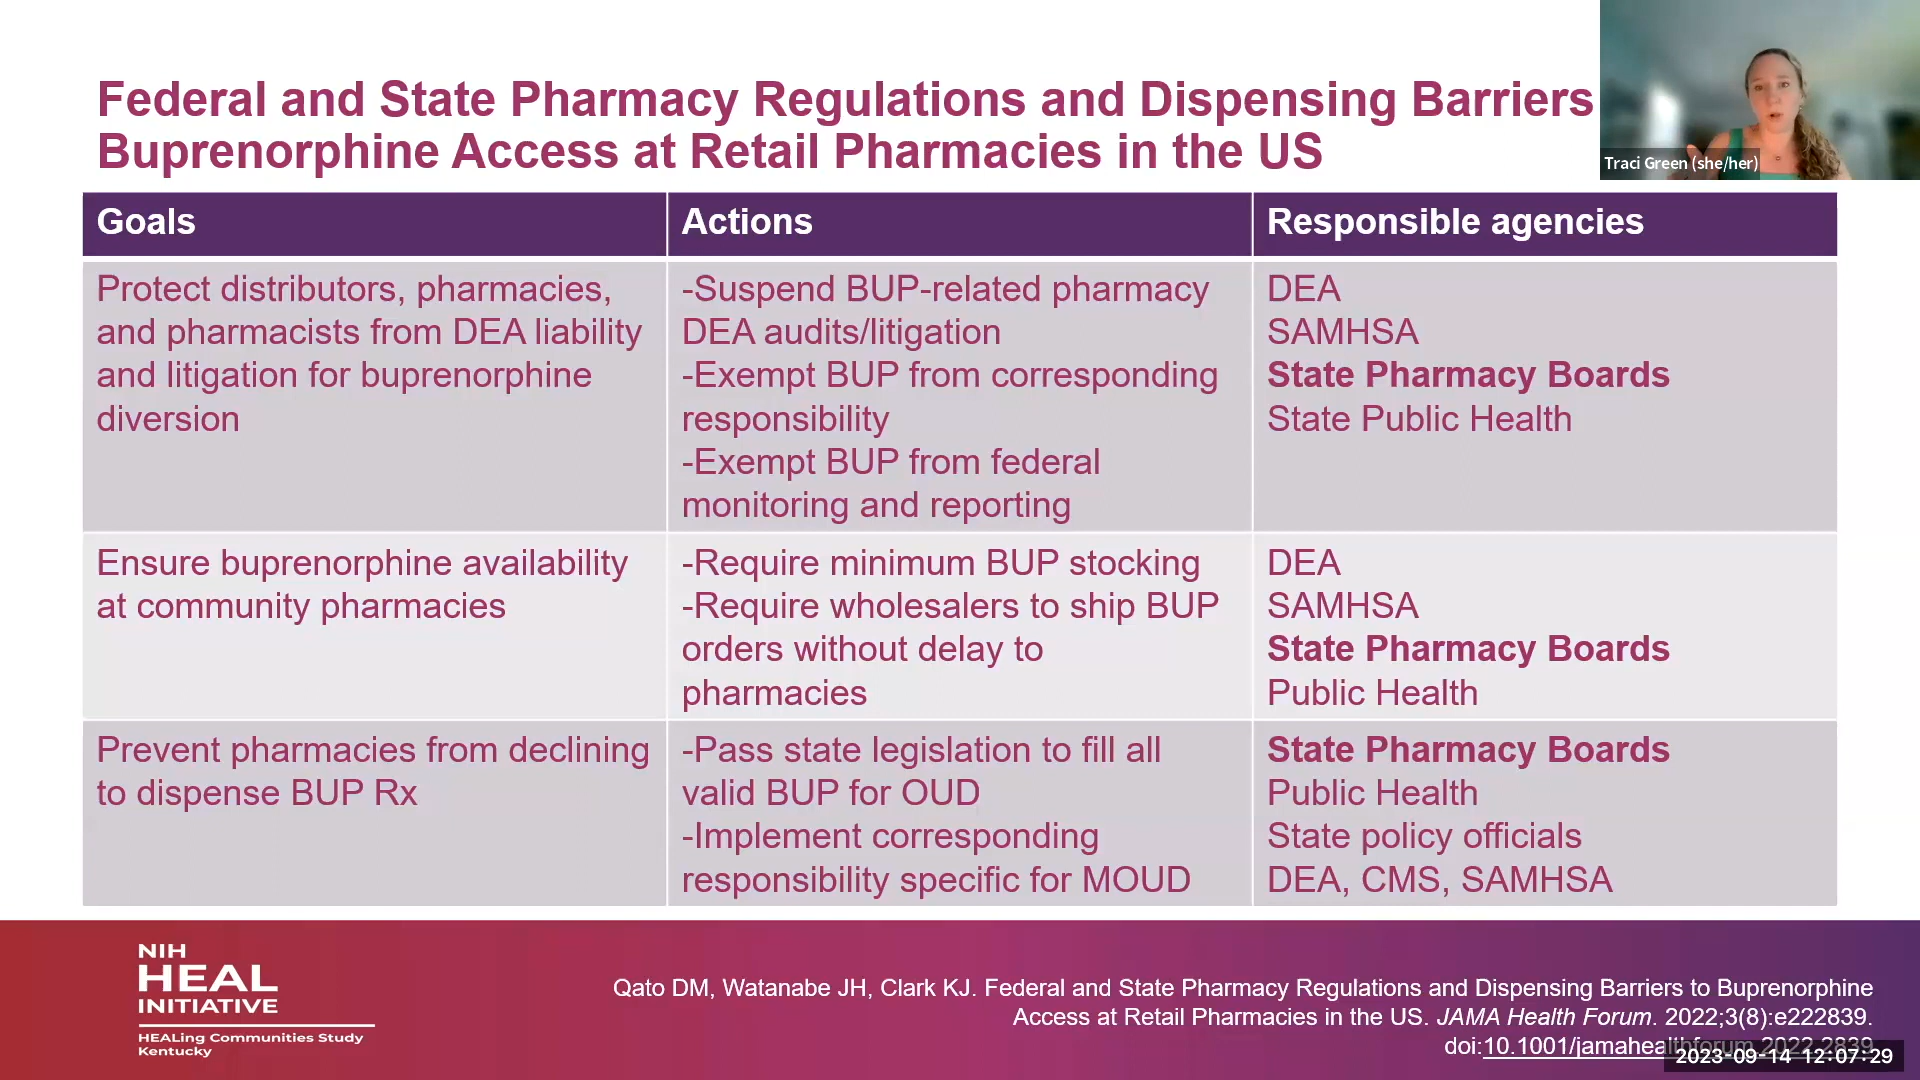 Federal and State Pharmacy Regulations and Dispensing Barriers
Buprenorphine Access at Retail Pharmacies in the US
Traci Green (she/her)
Goals
Actions
Responsible agencies
Protect distributors, pharmacies,
and pharmacists from DEA liability
and litigation for buprenorphine
diversion
-Suspend BUP-related pharmacy
DEA audits/litigation
-Exempt BUP from corresponding
responsibility
-Exempt BUP from federal
monitoring and reporting
DEA
SAMHSA
State Pharmacy Boards
State Public Health
Ensure buprenorphine availability
at community pharmacies
-Require minimum BUP stocking
-Require wholesalers to ship BUP
orders without delay to
pharmacies
DEA
SAMHSA
State Pharmacy Boards
Public Health
Prevent pharmacies from declining
to dispense BUP Rx
-Pass state legislation to fill all
valid BUP for OUD
-Implement corresponding
responsibility specific for MOUD
State Pharmacy Boards
Public Health
State policy officials
DEA, CMS, SAMHSA
NIH
HEAL
INITIATIVE
HEALing Communities Study
Kentucky
Qato DM, Watanabe JH, Clark KJ. Federal and State Pharmacy Regulations and Dispensing Barriers to Buprenorphine
Access at Retail Pharmacies in the US. JAMA Health Forum. 2022;3(8):e222839.
doi:10.1001/jamahealthforum.2022.2839
2023-09-14 12:07:29